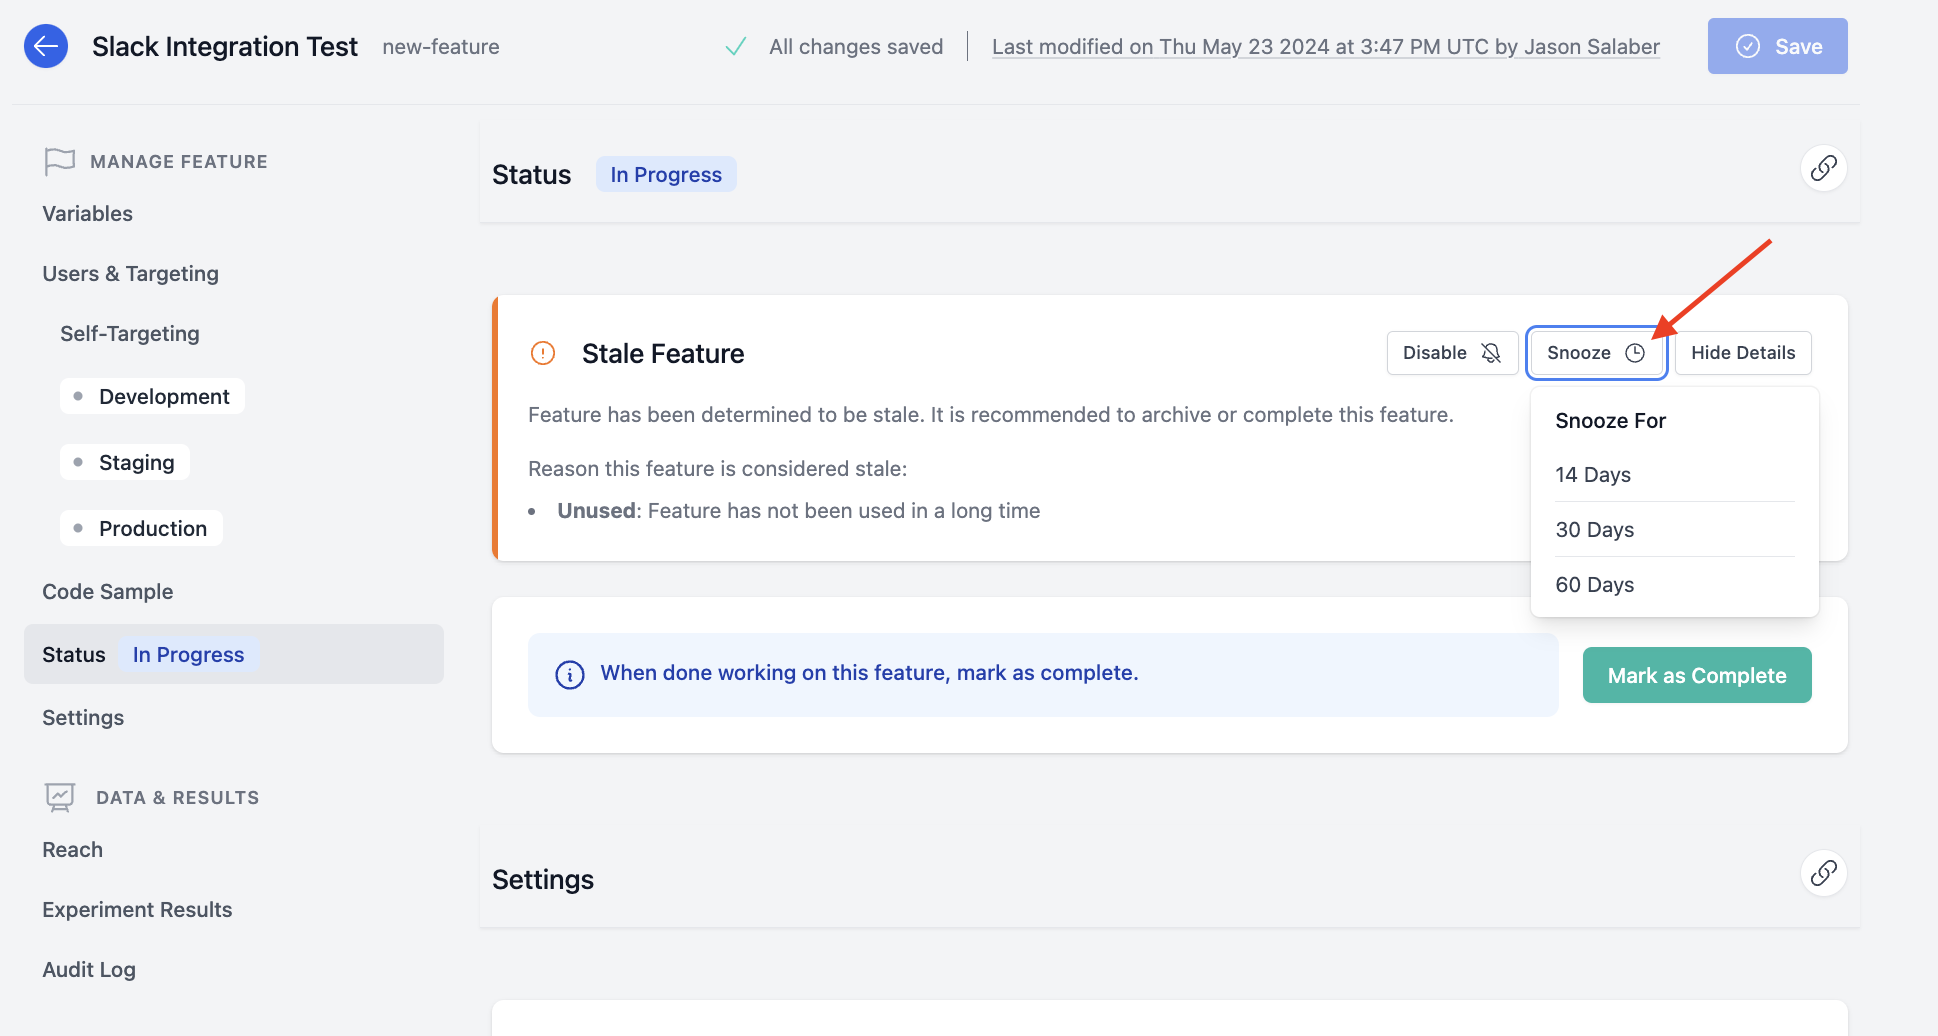 Slack Integration Test new-feature All changes saved Last modified on Thu May 23 2024 at 3:47 PM UTC by Jason Salaber Save
MANAGE FEATURE
Variables
Users & Targeting
Self-Targeting
Development
Staging
Production
Code Sample
Status In Progress
Settings
DATA & RESULTS
Reach
Experiment Results
Audit Log
Status In Progress
Stale Feature Disable Snooze Hide Details
Feature has been determined to be stale. It is recommended to archive or complete this feature.
Reason this feature is considered stale:
• Unused: Feature has not been used in a long time
Snooze For
14 Days
30 Days
60 Days
When done working on this feature, mark as complete. Mark as Complete
Settings